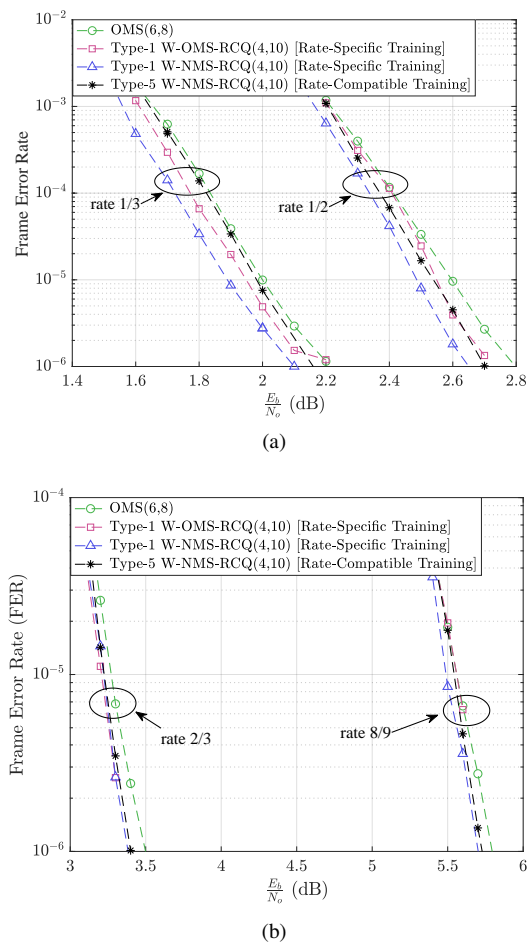 OMS(6,8)
Type-1 W-OMS-RCQ(4,10) [Rate-Specific Training]
Type-1 W-NMS-RCQ(4,10) [Rate-Specific Training]
Type-5 W-NMS-RCQ(4,10) [Rate-Compatible Training]
Frame Error Rate
10^-2
10^-3
10^-4
10^-5
10^-6
rate 1/3
rate 1/2
1.4 1.6 1.8 2 2.2 2.4 2.6 2.8
E_b/N_o (dB)
(a)
OMS(6,8)
Type-1 W-OMS-RCQ(4,10) [Rate-Specific Training]
Type-1 W-NMS-RCQ(4,10) [Rate-Specific Training]
Type-5 W-NMS-RCQ(4,10) [Rate-Compatible Training]
Frame Error Rate (FER)
10^-4
10^-5
10^-6
rate 2/3
rate 8/9
3 3.5 4 4.5 5 5.5 6
E_b/N_o (dB)
(b)